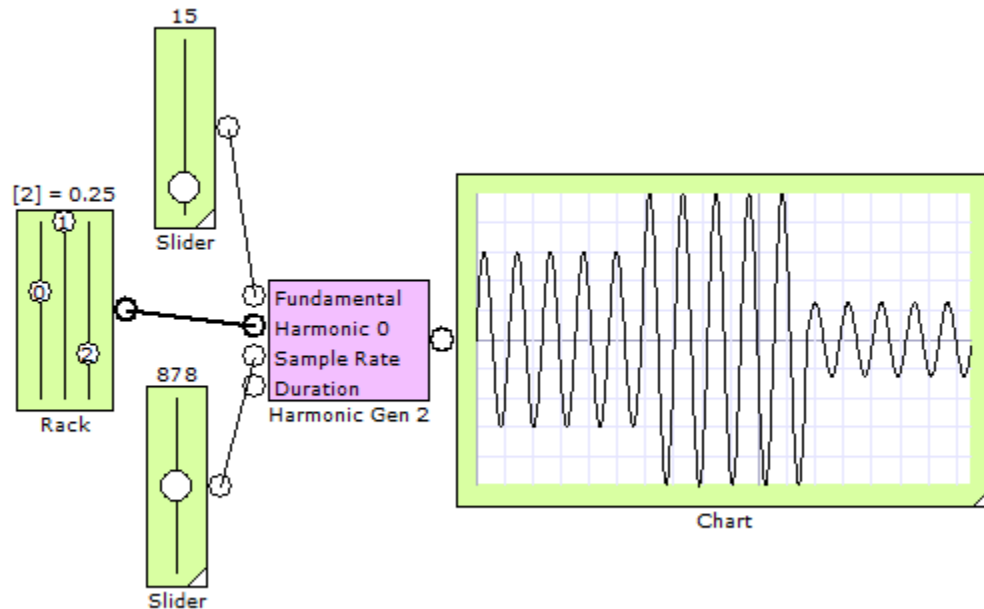 15
Slider
[2] = 0.25
1
0
2
Rack
878
Slider
Fundamental
Harmonic 0
Sample Rate
Duration
Harmonic Gen 2
Chart